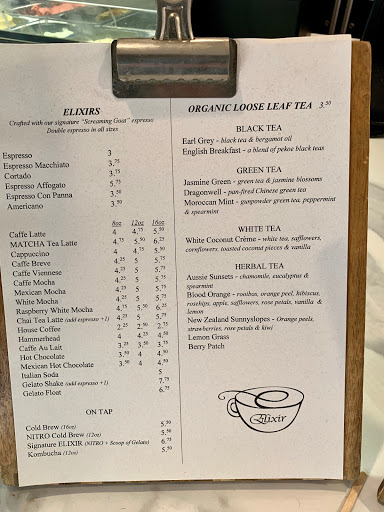 ELIXIRS
Crafted with our signature "Screaming Goat" espresso
Double espresso in all sizes
Espresso 3
Espresso Macchiato 3.75
Cortado 3.75
Espresso Affogato 5.75
Espresso Con Panna 3.50
Americano 3.50
8oz 12oz 16oz
Caffe Latte 4 4.75 5.50
MATCHA Tea Latte 4.75 5.50 6.25
Cappuccino 4 4.75 5.50
Caffe Breve 4.25 5 5.75
Caffe Viennese 4.25 5 5.75
Caffe Mocha 4.25 5 5.75
Mexican Mocha 4.25 5 5.75
White Mocha 4.25 5 5.75
Raspberry White Mocha 4.75 5.50 6.25
Chai Tea Latte (add espresso +1) 4.25 5 5.75
House Coffee 2.25 2.50 2.75
Hammerhead 4 4.25 4.50
Caffe Au Lait 3.25 3.50 3.75
Hot Chocolate 3.50 4 4.50
Mexican Hot Chocolate 3.50 4 4.50
Italian Soda 5
Gelato Shake (add espresso +1) 7.75
Gelato Float 6.75
ON TAP
Cold Brew (16oz) 5.50
NITRO Cold Brew (12oz) 5.50
Signature ELIXIR (NITRO + Scoop of Gelato) 6.75
Kombucha (12oz) 5.50
ORGANIC LOOSE LEAF TEA 3.50
BLACK TEA
Earl Grey - black tea & bergamot oil
English Breakfast - a blend of pekoe black teas
GREEN TEA
Jasmine Green - green tea & jasmine blossoms
Dragonwell - pan-fired Chinese green tea
Moroccan Mint - gunpowder green tea, peppermint
& spearmint
WHITE TEA
White Coconut Crème - white tea, safflowers,
cornflowers, toasted coconut pieces & vanilla
HERBAL TEA
Aussie Sunsets - chamomile, eucalyptus &
spearmint
Blood Orange - rooibos, orange peel, hibiscus,
rosehips, apple, safflowers, rose petals, vanilla &
lemon
New Zealand Sunnyslopes - Orange peels,
strawberries, rose petals & kiwi
Lemon Grass
Berry Patch
Elixir